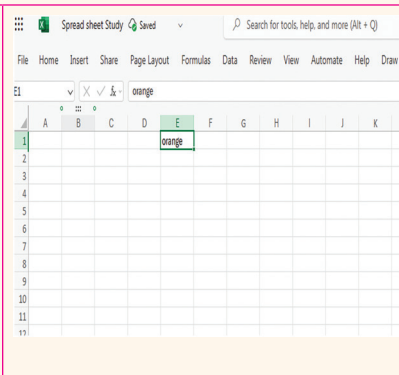 Spread sheet Study Saved Search for tools, help, and more (Alt + Q)
File Home Insert Share Page Layout Formulas Data Review View Automate Help Draw
E1 fx orange
A B C D E F G H I J K
1 orange
2
3
4
5
6
7
8
9
10
11
12